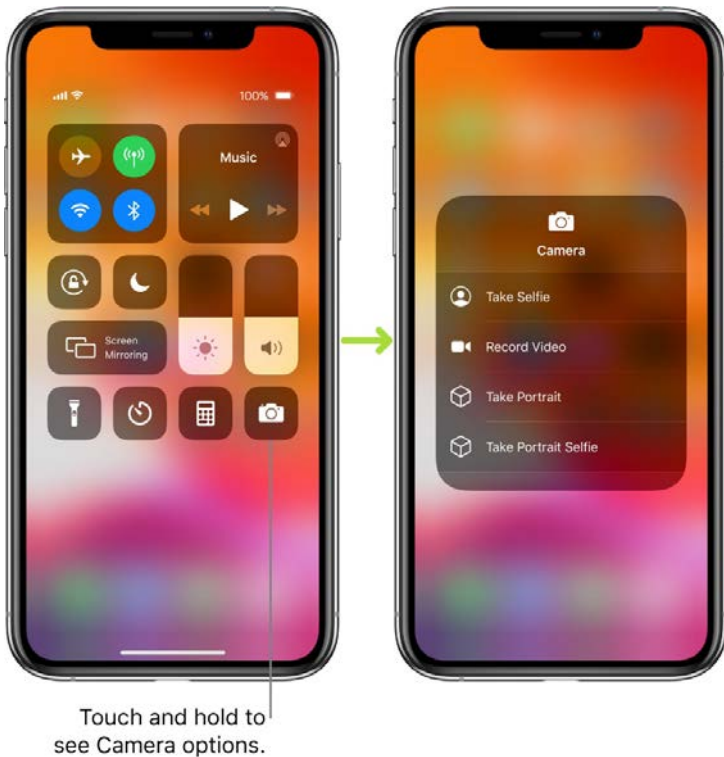 100%
Music
Screen
Mirroring
Camera
Take Selfie
Record Video
Take Portrait
Take Portrait Selfie
Touch and hold to
see Camera options.